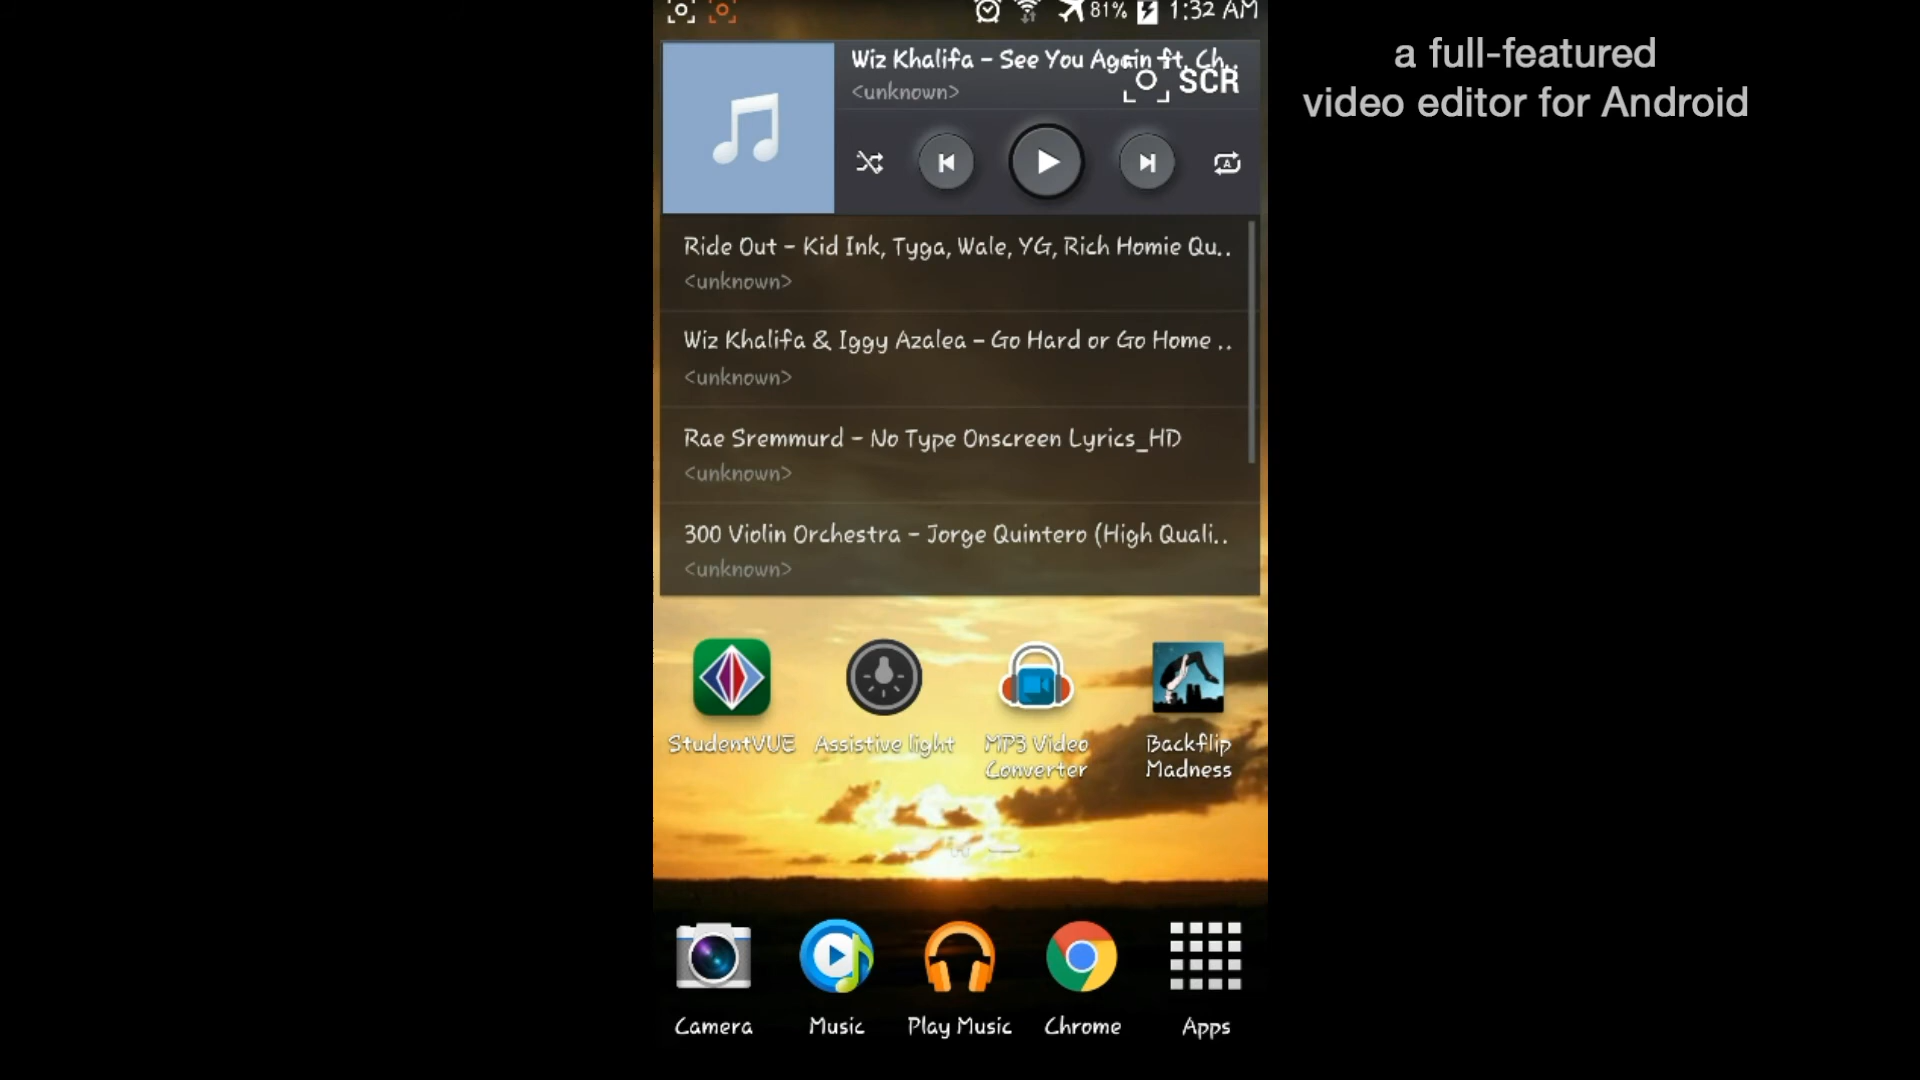 81% 1:32 AM
a full-featured
video editor for Android
Wiz Khalifa - See You Again ft. Ch..
<unknown>
SCR
Ride Out - Kid Ink, Tyga, Wale, YG, Rich Homie Qu..
<unknown>
Wiz Khalifa & Iggy Azalea - Go Hard or Go Home ..
<unknown>
Rae Sremmurd - No Type Onscreen Lyrics_HD
<unknown>
300 Violin Orchestra - Jorge Quintero (High Quali..
<unknown>
StudentVUE
Assistive light
MP3 Video
Converter
Backflip
Madness
Camera
Music
Play Music
Chrome
Apps